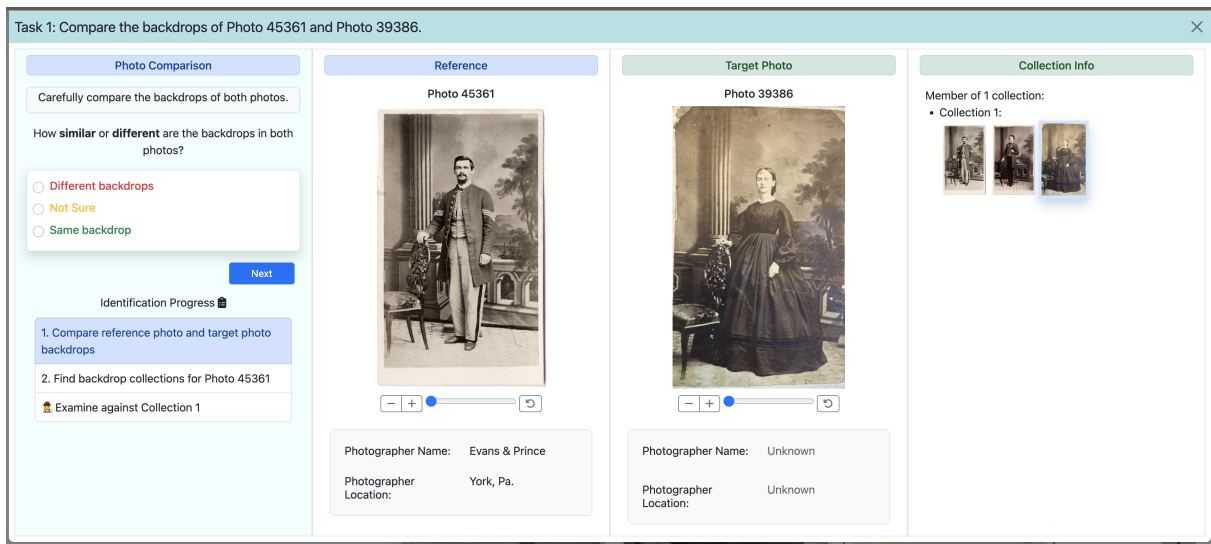 Task 1: Compare the backdrops of Photo 45361 and Photo 39386.
Photo Comparison
Carefully compare the backdrops of both photos.
How similar or different are the backdrops in both
photos?
Different backdrops
Not Sure
Same backdrop
Next
Identification Progress
1. Compare reference photo and target photo
backdrops
2. Find backdrop collections for Photo 45361
Examine against Collection 1
Reference
Photo 45361
Photographer Name: Evans & Prince
Photographer
Location: York, Pa.
Target Photo
Photo 39386
Photographer Name: Unknown
Photographer
Location: Unknown
Collection Info
Member of 1 collection:
• Collection 1: